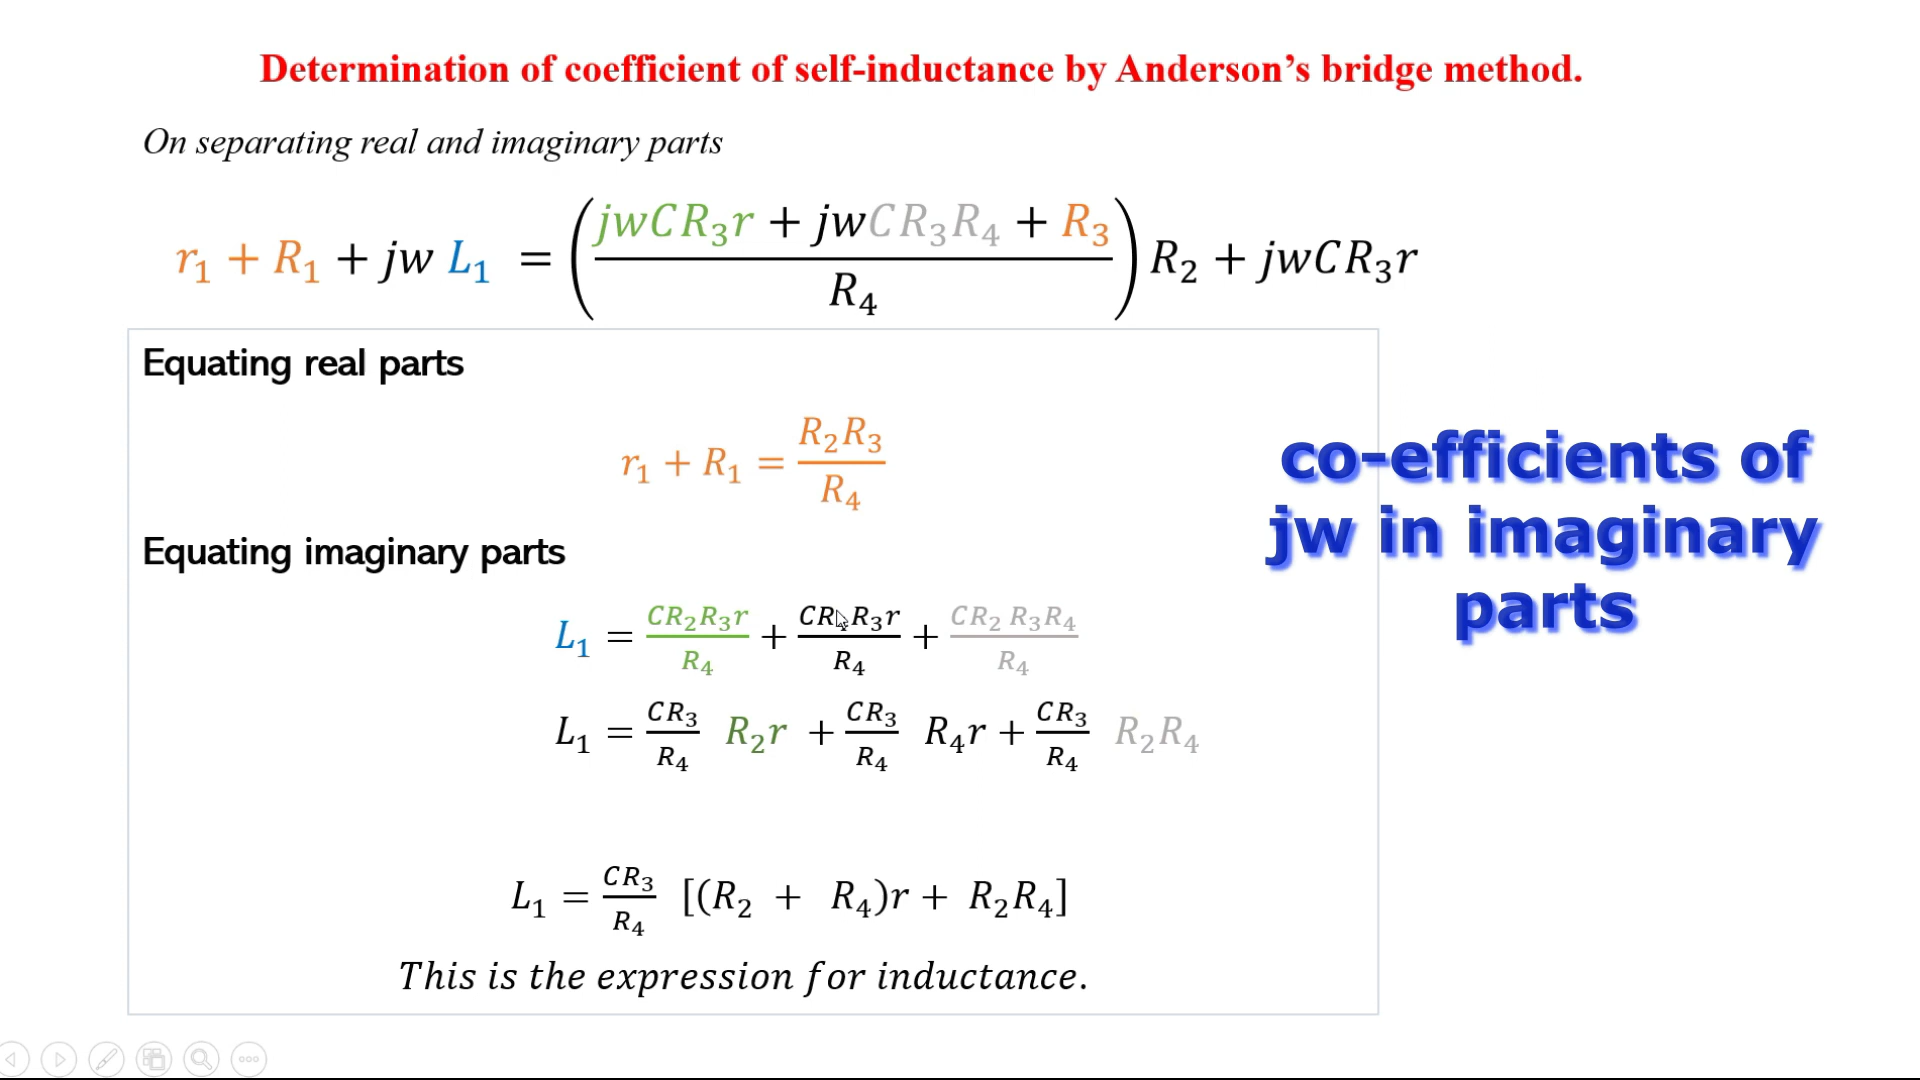 Determination of coefficient of self-inductance by Anderson's bridge method.
On separating real and imaginary parts
r₁ + R₁ + jw L₁ = ( (jwCR₃r + jwCR₃R₄ + R₃) / R₄ ) R₂ + jwCR₃r
Equating real parts
r₁ + R₁ = R₂R₃ / R₄
co-efficients of
jw in imaginary
parts
Equating imaginary parts
L₁ = CR₂R₃r / R₄ + CR₄R₃r / R₄ + CR₂ R₃R₄ / R₄
L₁ = CR₃ / R₄ R₂r + CR₃ / R₄ R₄r + CR₃ / R₄ R₂R₄
L₁ = CR₃ / R₄ [(R₂ + R₄)r + R₂R₄]
This is the expression for inductance.